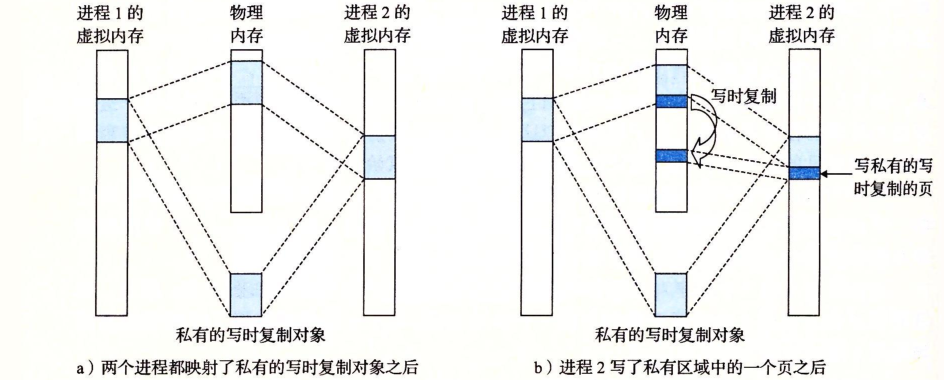 进程 1 的
虚拟内存
物理
内存
进程 2 的
虚拟内存
私有的写时复制对象
a）两个进程都映射了私有的写时复制对象之后
进程 1 的
虚拟内存
物理
内存
进程 2 的
虚拟内存
写时复制
写私有的写
时复制的页
私有的写时复制对象
b）进程 2 写了私有区域中的一个页之后